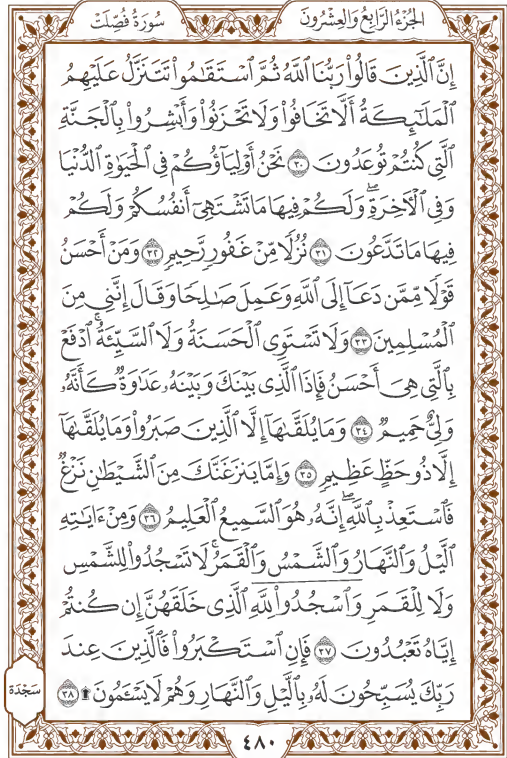 الجُزْءُ الرَّابِعُ وَالعِشْرُونَ
سُورَةُ فُصِّلَتْ
إِنَّ ٱلَّذِينَ قَالُوا۟ رَبُّنَا ٱللَّهُ ثُمَّ ٱسْتَقَٰمُوا۟ تَتَنَزَّلُ عَلَيْهِمُ
ٱلْمَلَٰٓئِكَةُ أَلَّا تَخَافُوا۟ وَلَا تَحْزَنُوا۟ وَأَبْشِرُوا۟ بِٱلْجَنَّةِ
ٱلَّتِى كُنتُمْ تُوعَدُونَ ٣٠ نَحْنُ أَوْلِيَآؤُكُمْ فِى ٱلْحَيَوٰةِ ٱلدُّنْيَا
وَفِى ٱلْءَاخِرَةِ ۖ وَلَكُمْ فِيهَا مَا تَشْتَهِىٓ أَنفُسُكُمْ وَلَكُمْ
فِيهَا مَا تَدَّعُونَ ٣١ نُزُلًا مِّنْ غَفُورٍ رَّحِيمٍ ٣٢ وَمَنْ أَحْسَنُ
قَوْلًا مِّمَّن دَعَآ إِلَى ٱللَّهِ وَعَمِلَ صَٰلِحًا وَقَالَ إِنَّنِى مِنَ
ٱلْمُسْلِمِينَ ٣٣ وَلَا تَسْتَوِى ٱلْحَسَنَةُ وَلَا ٱلسَّيِّئَةُ ۚ ٱدْفَعْ
بِٱلَّتِى هِىَ أَحْسَنُ فَإِذَا ٱلَّذِى بَيْنَكَ وَبَيْنَهُۥ عَدَٰوَةٌ كَأَنَّهُۥ
وَلِىٌّ حَمِيمٌ ٣٤ وَمَا يُلَقَّىٰهَآ إِلَّا ٱلَّذِينَ صَبَرُوا۟ وَمَا يُلَقَّىٰهَآ
إِلَّا ذُو حَظٍّ عَظِيمٍ ٣٥ وَإِمَّا يَنزَغَنَّكَ مِنَ ٱلشَّيْطَٰنِ نَزْغٌ
فَٱسْتَعِذْ بِٱللَّهِ ۖ إِنَّهُۥ هُوَ ٱلسَّمِيعُ ٱلْعَلِيمُ ٣٦ وَمِنْ ءَايَٰتِهِ
ٱلَّيْلُ وَٱلنَّهَارُ وَٱلشَّمْسُ وَٱلْقَمَرُ ۚ لَا تَسْجُدُوا۟ لِلشَّمْسِ
وَلَا لِلْقَمَرِ وَٱسْجُدُوا۟ لِلَّهِ ٱلَّذِى خَلَقَهُنَّ إِن كُنتُمْ
إِيَّاهُ تَعْبُدُونَ ٣٧ فَإِنِ ٱسْتَكْبَرُوا۟ فَٱلَّذِينَ عِندَ
رَبِّكَ يُسَبِّحُونَ لَهُۥ بِٱلَّيْلِ وَٱلنَّهَارِ وَهُمْ لَا يَسْـَٔمُونَ ۩ ٣٨
سَجْدَة
٤٨٠